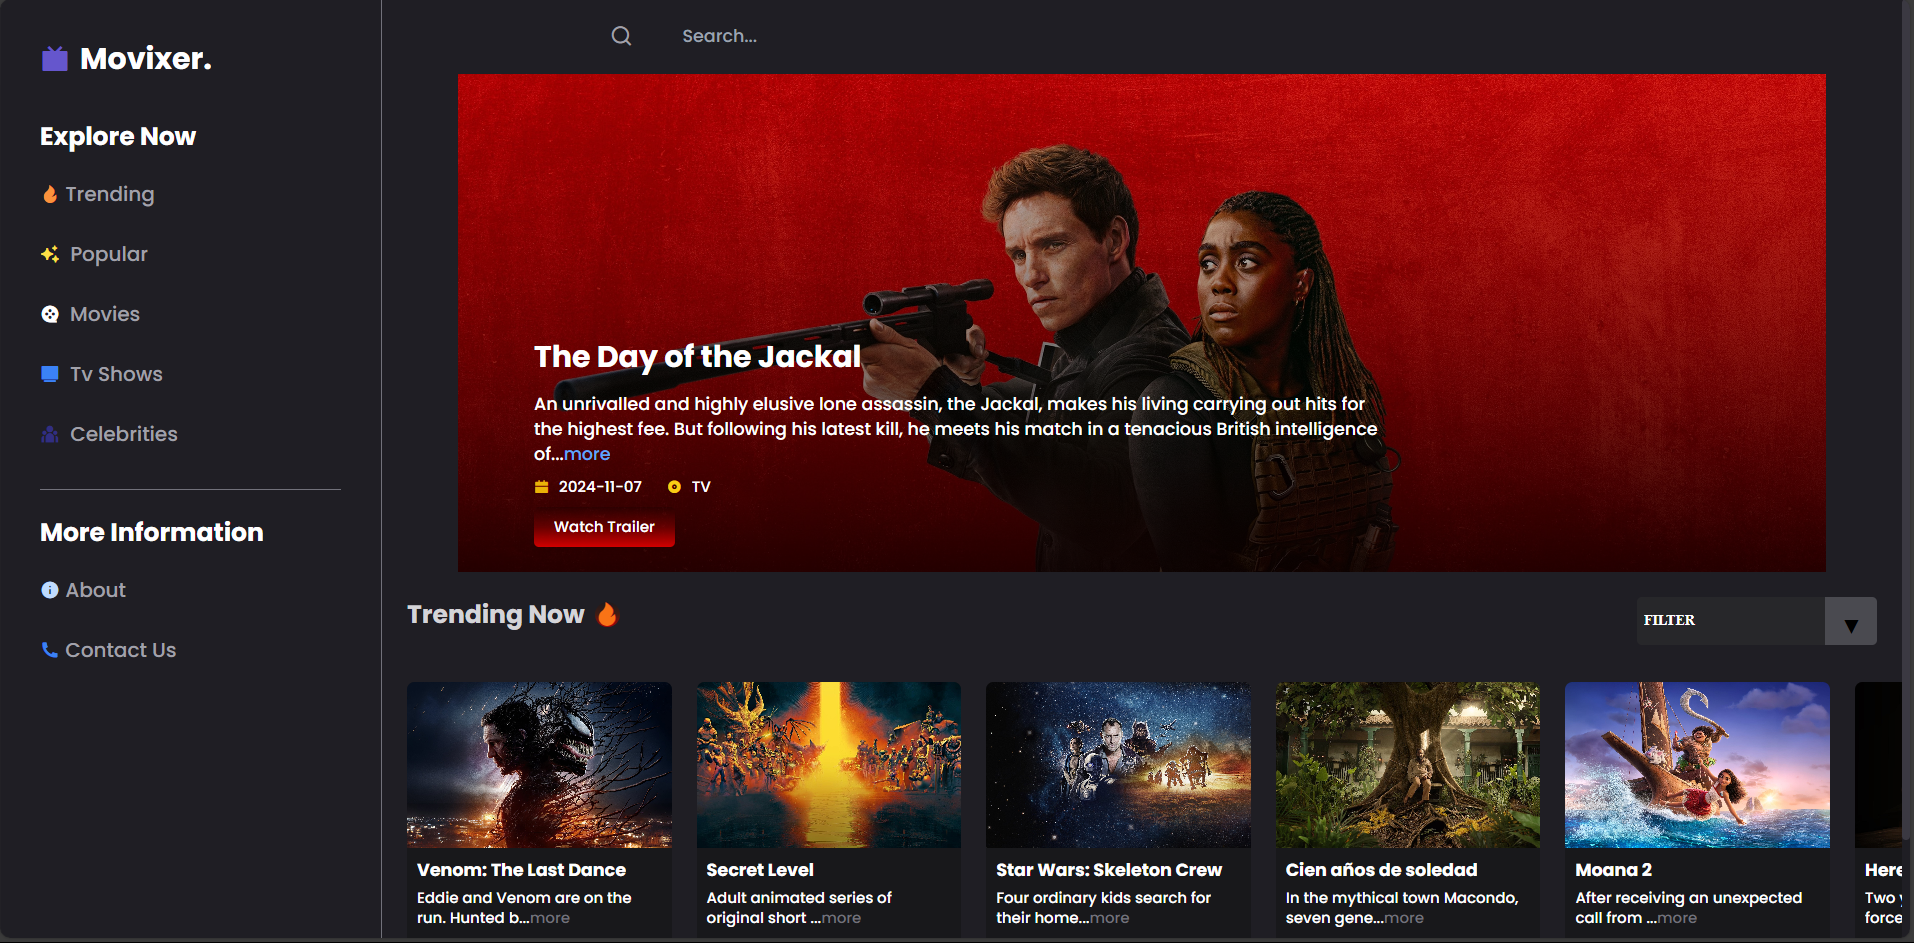 Movixer.
Explore Now
Trending
Popular
Movies
Tv Shows
Celebrities
More Information
About
Contact Us
Search...
The Day of the Jackal
An unrivalled and highly elusive lone assassin, the Jackal, makes his living carrying out hits for
the highest fee. But following his latest kill, he meets his match in a tenacious British intelligence
of...more
2024-11-07 TV
Watch Trailer
Trending Now
FILTER
Venom: The Last Dance
Eddie and Venom are on the
run. Hunted b...more
Secret Level
Adult animated series of
original short ...more
Star Wars: Skeleton Crew
Four ordinary kids search for
their home...more
Cien años de soledad
In the mythical town Macondo,
seven gene...more
Moana 2
After receiving an unexpected
call from ...more
Here
Two
force